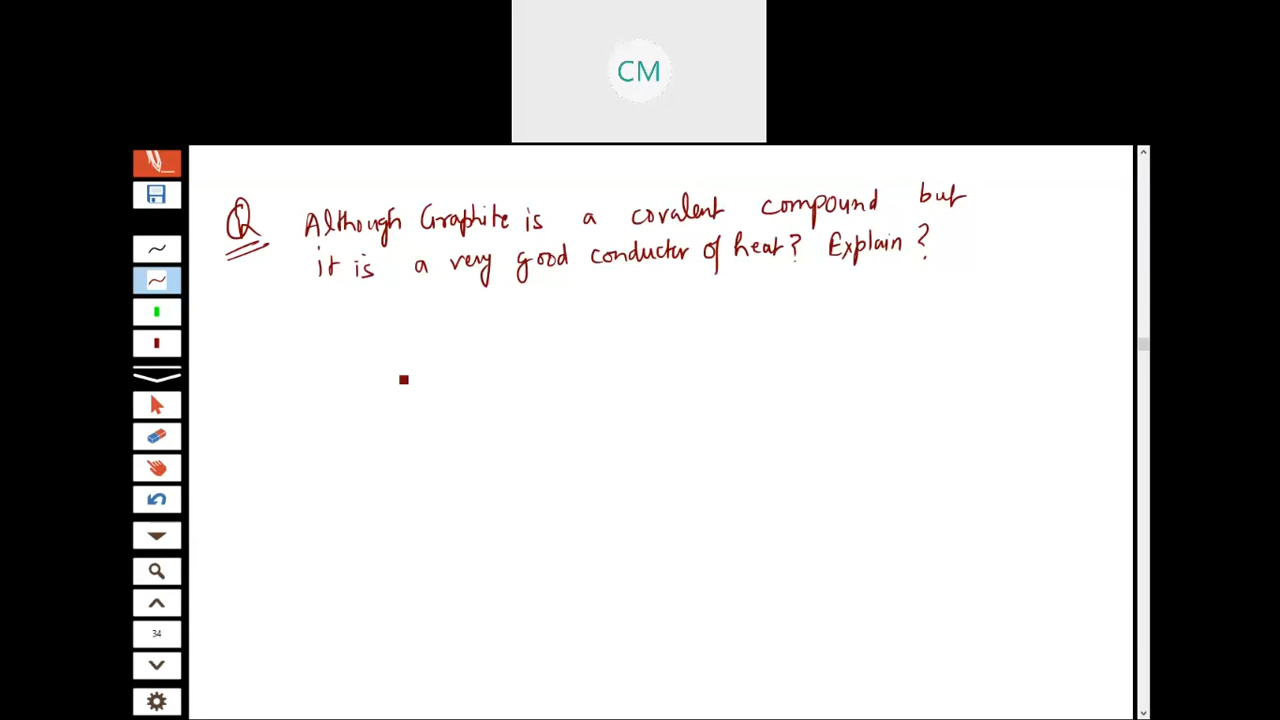 CM
Q Although Graphite is a covalent compound but
it is a very good conductor of heat? Explain?
34